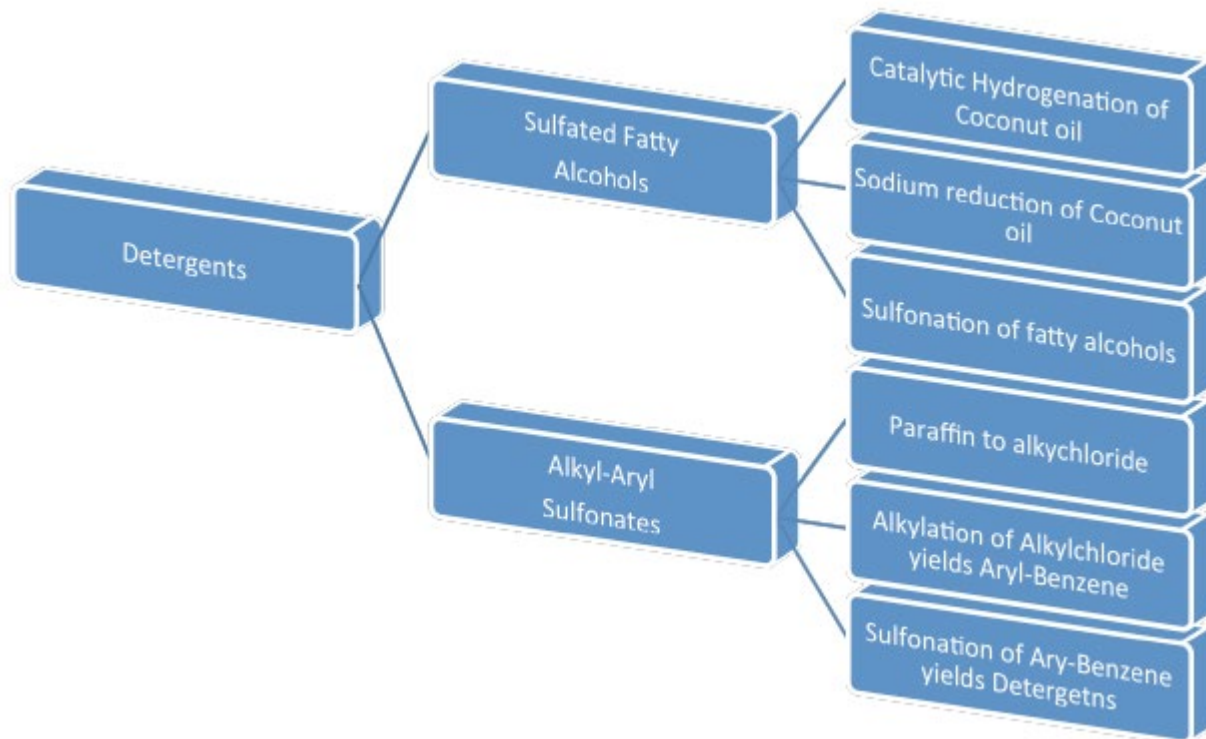 Detergents
Sulfated Fatty
Alcohols
Alkyl-Aryl
Sulfonates
Catalytic Hydrogenation of
Coconut oil
Sodium reduction of Coconut
oil
Sulfonation of fatty alcohols
Paraffin to alkychloride
Alkylation of Alkylchloride
yields Aryl-Benzene
Sulfonation of Ary-Benzene
yields Detergetns